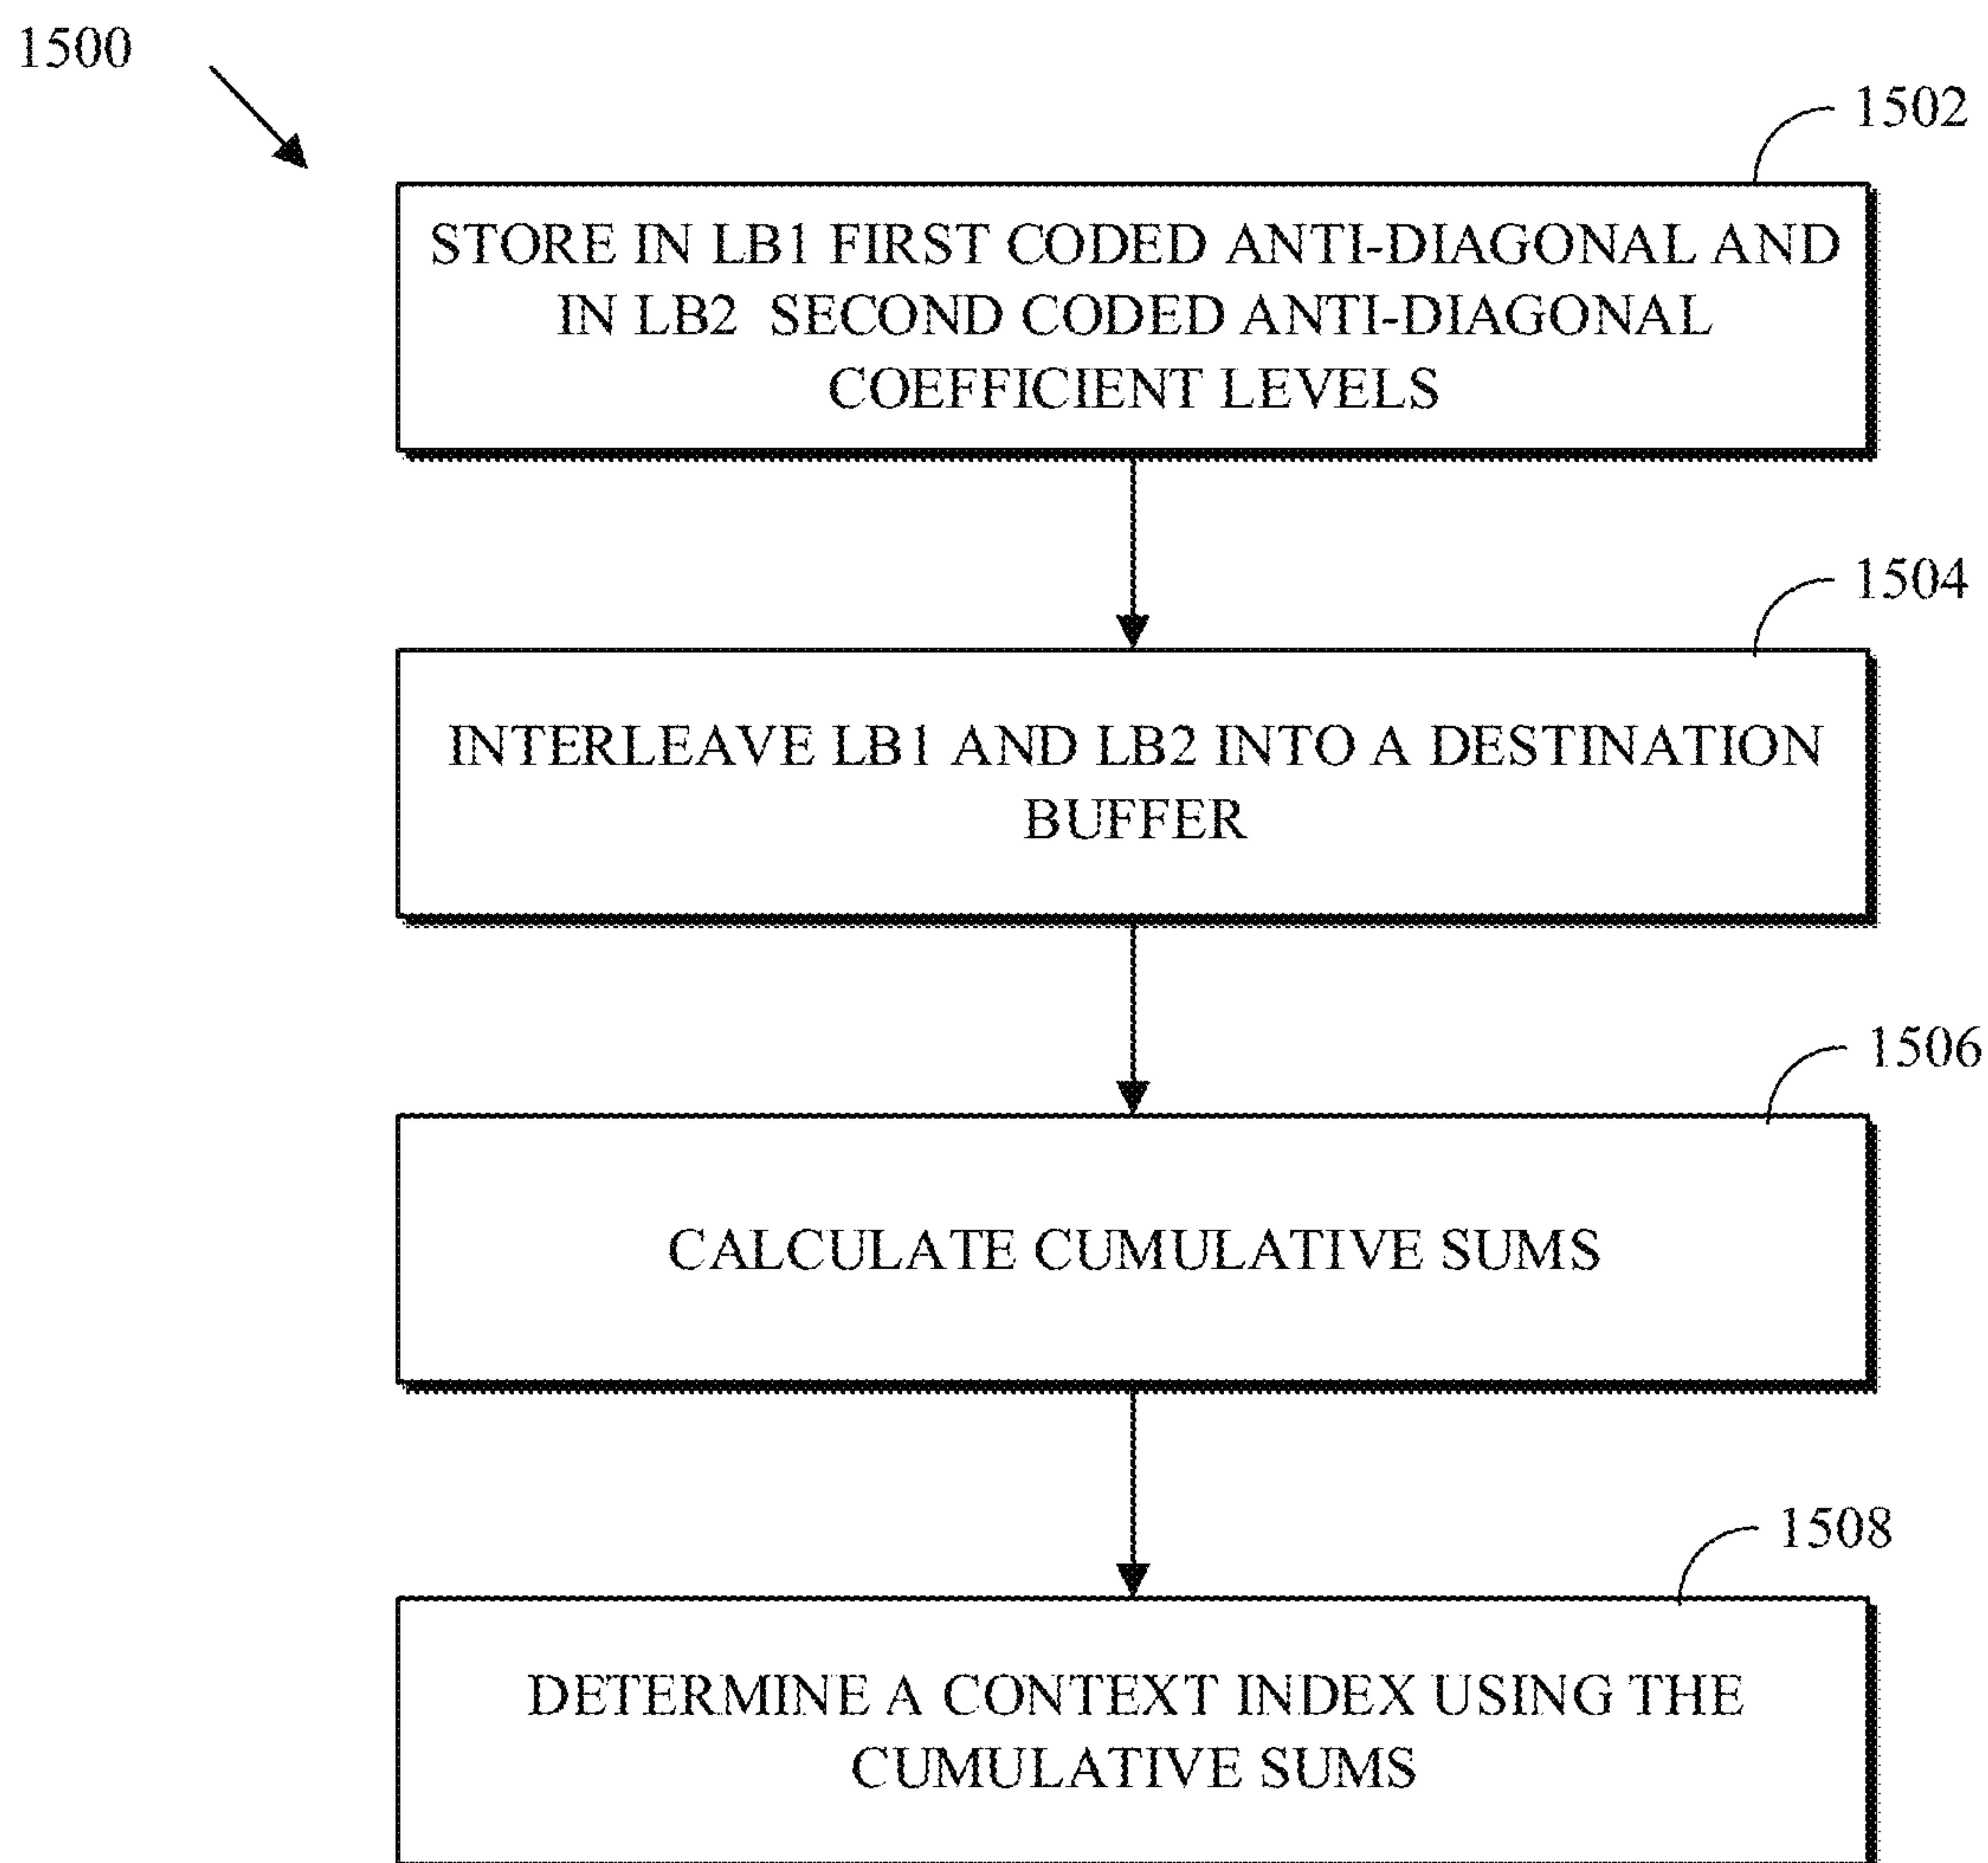 1500
1502
STORE IN LB1 FIRST CODED ANTI-DIAGONAL AND
IN LB2 SECOND CODED ANTI-DIAGONAL
COEFFICIENT LEVELS
1504
INTERLEAVE LB1 AND LB2 INTO A DESTINATION
BUFFER
1506
CALCULATE CUMULATIVE SUMS
1508
DETERMINE A CONTEXT INDEX USING THE
CUMULATIVE SUMS